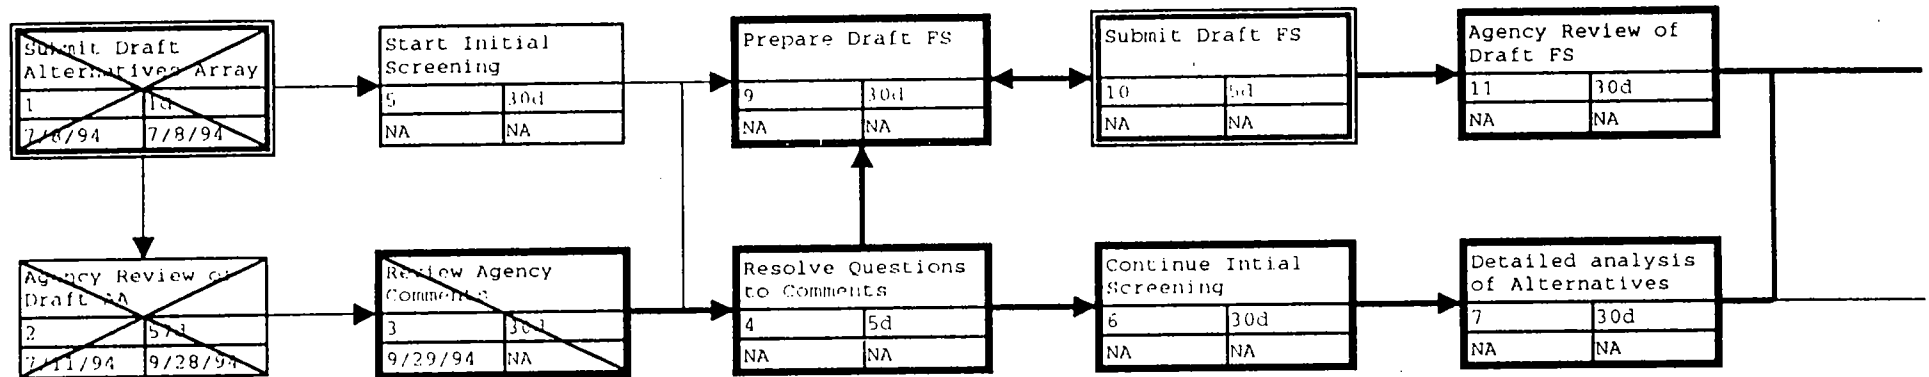 Submit Draft
Alternatives Array
1 1d
7/8/94 7/8/94
Start Initial
Screening
5 30d
NA NA
Prepare Draft FS
9 30d
NA NA
Submit Draft FS
10 5d
NA NA
Agency Review of
Draft FS
11 30d
NA NA
Agency Review of
Draft AA
2 57d
7/11/94 9/28/94
Review Agency
Comments
3 30d
9/29/94 NA
Resolve Questions
to Comments
4 5d
NA NA
Continue Intial
Screening
6 30d
NA NA
Detailed analysis
of Alternatives
7 30d
NA NA